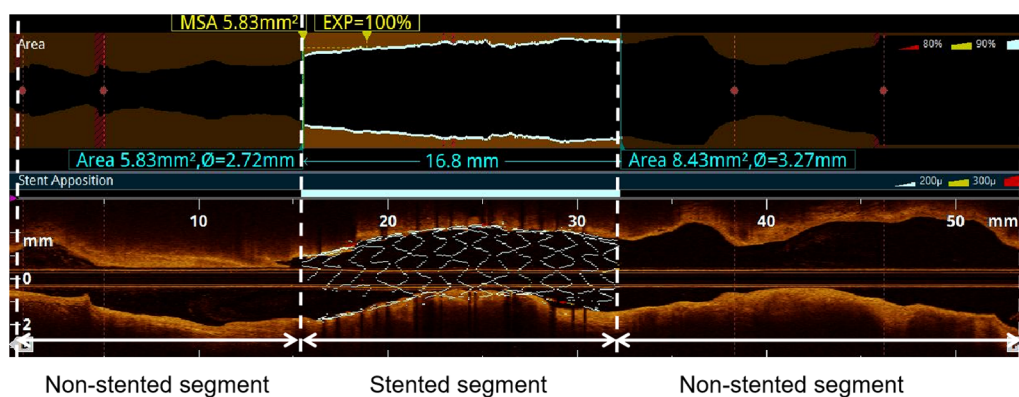 MSA 5.83mm² EXP=100%
Area 80% 90%
Area 5.83mm²,Ø=2.72mm 16.8 mm Area 8.43mm²,Ø=3.27mm
Stent Apposition 200µ 300µ
10 20 30 40 50 mm
mm
0
2
Non-stented segment Stented segment Non-stented segment